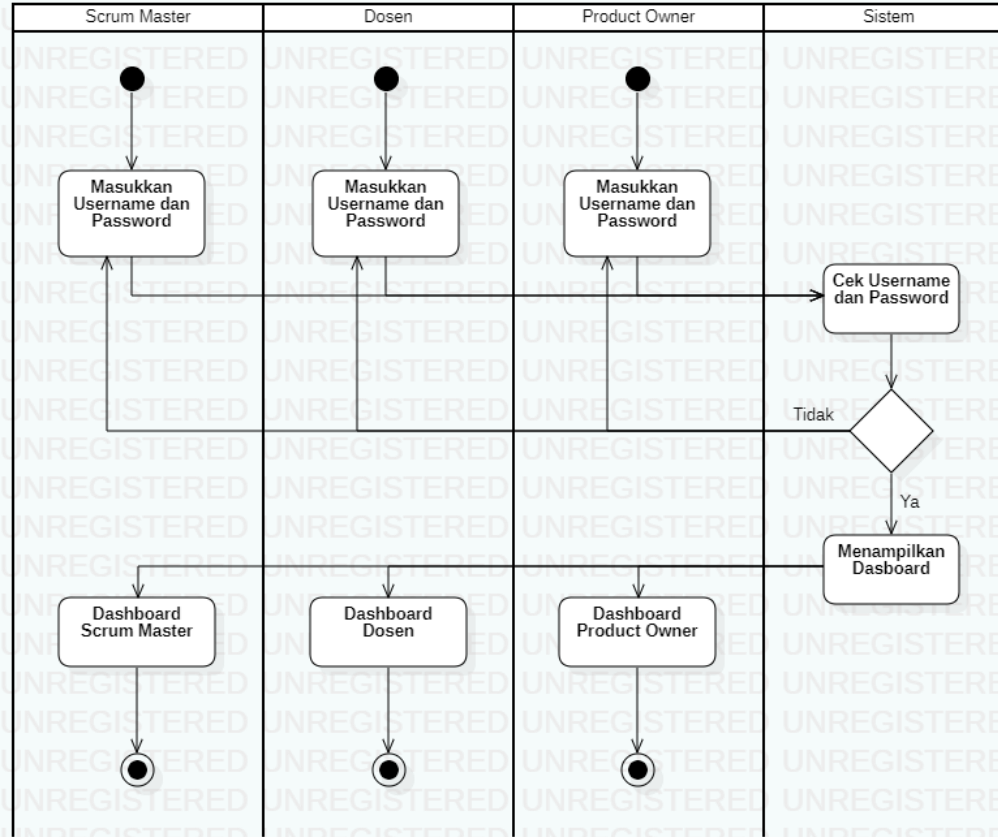 Scrum Master
Dosen
Product Owner
Sistem
Masukkan
Username dan
Password
Masukkan
Username dan
Password
Masukkan
Username dan
Password
Cek Username
dan Password
Tidak
Ya
Menampilkan
Dasboard
Dashboard
Scrum Master
Dashboard
Dosen
Dashboard
Product Owner
UNREGISTERED